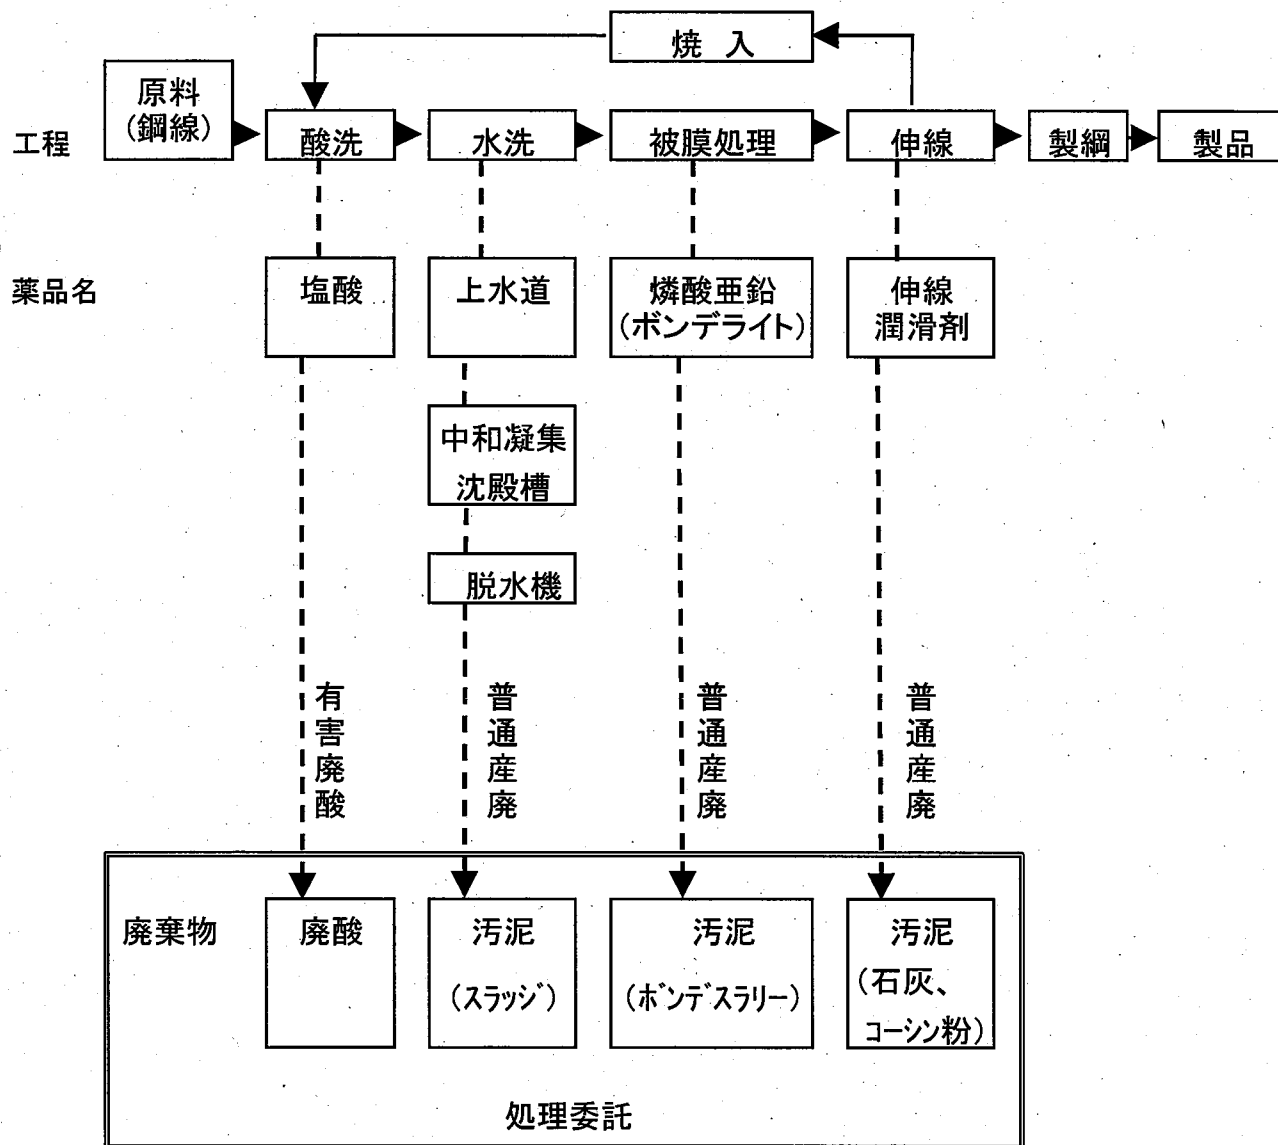 焼 入
原料
(鋼線)
工程
酸洗
水洗
被膜処理
伸線
製綱
製品
薬品名
塩酸
上水道
燐酸亜鉛
(ボンデライト)
伸線
潤滑剤
中和凝集
沈殿槽
脱水機
有害廃酸
普通産廃
普通産廃
普通産廃
廃棄物
廃酸
汚泥
(スラッジ)
汚泥
(ボンデスラリー)
汚泥
(石灰、
コーシン粉)
処理委託